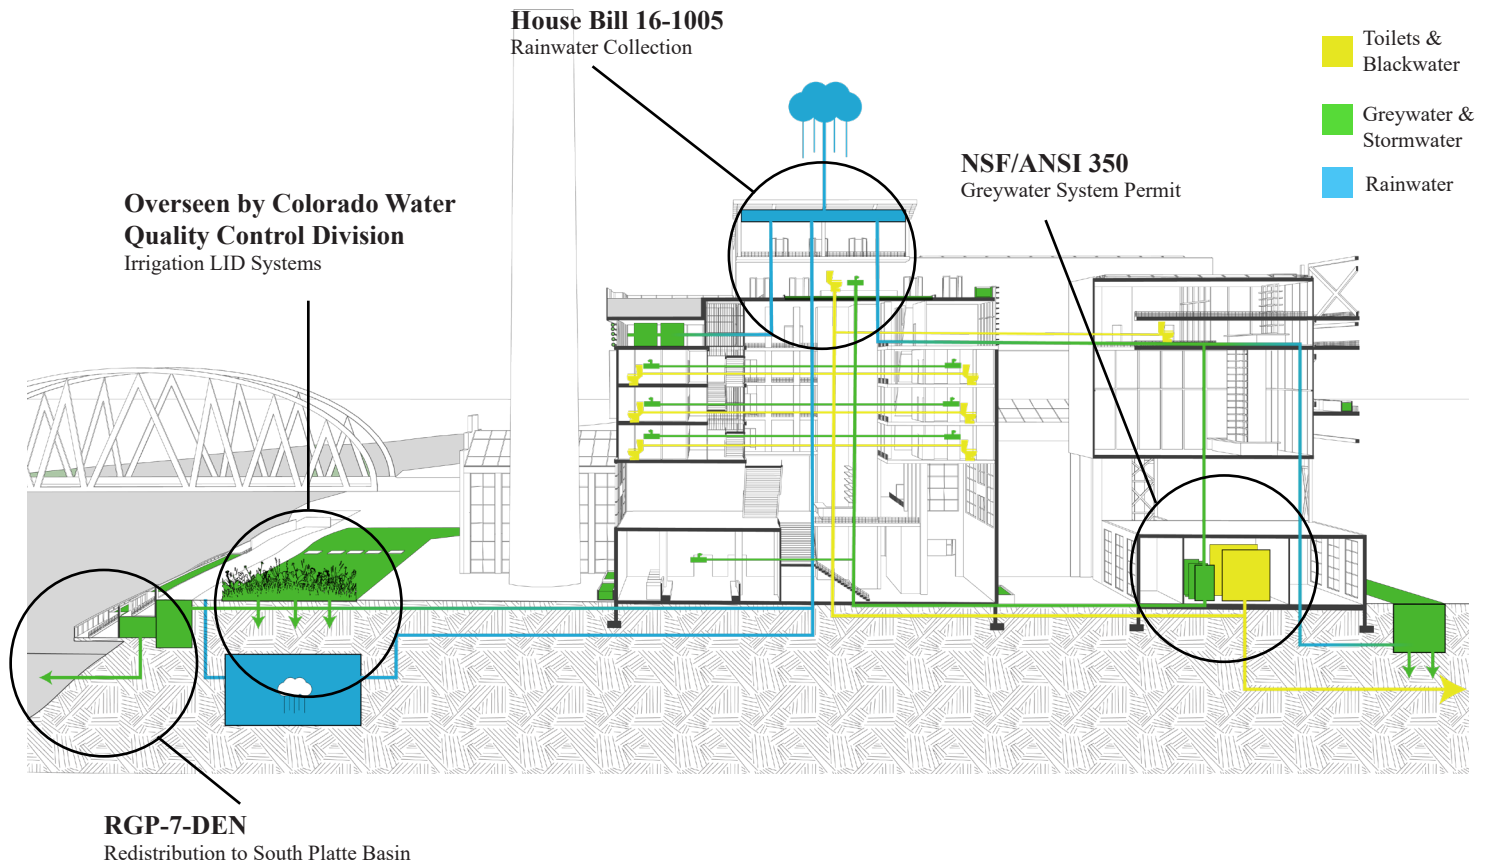 House Bill 16-1005
Rainwater Collection
Toilets &
Blackwater
Greywater &
Stormwater
Rainwater
NSF/ANSI 350
Greywater System Permit
Overseen by Colorado Water
Quality Control Division
Irrigation LID Systems
RGP-7-DEN
Redistribution to South Platte Basin